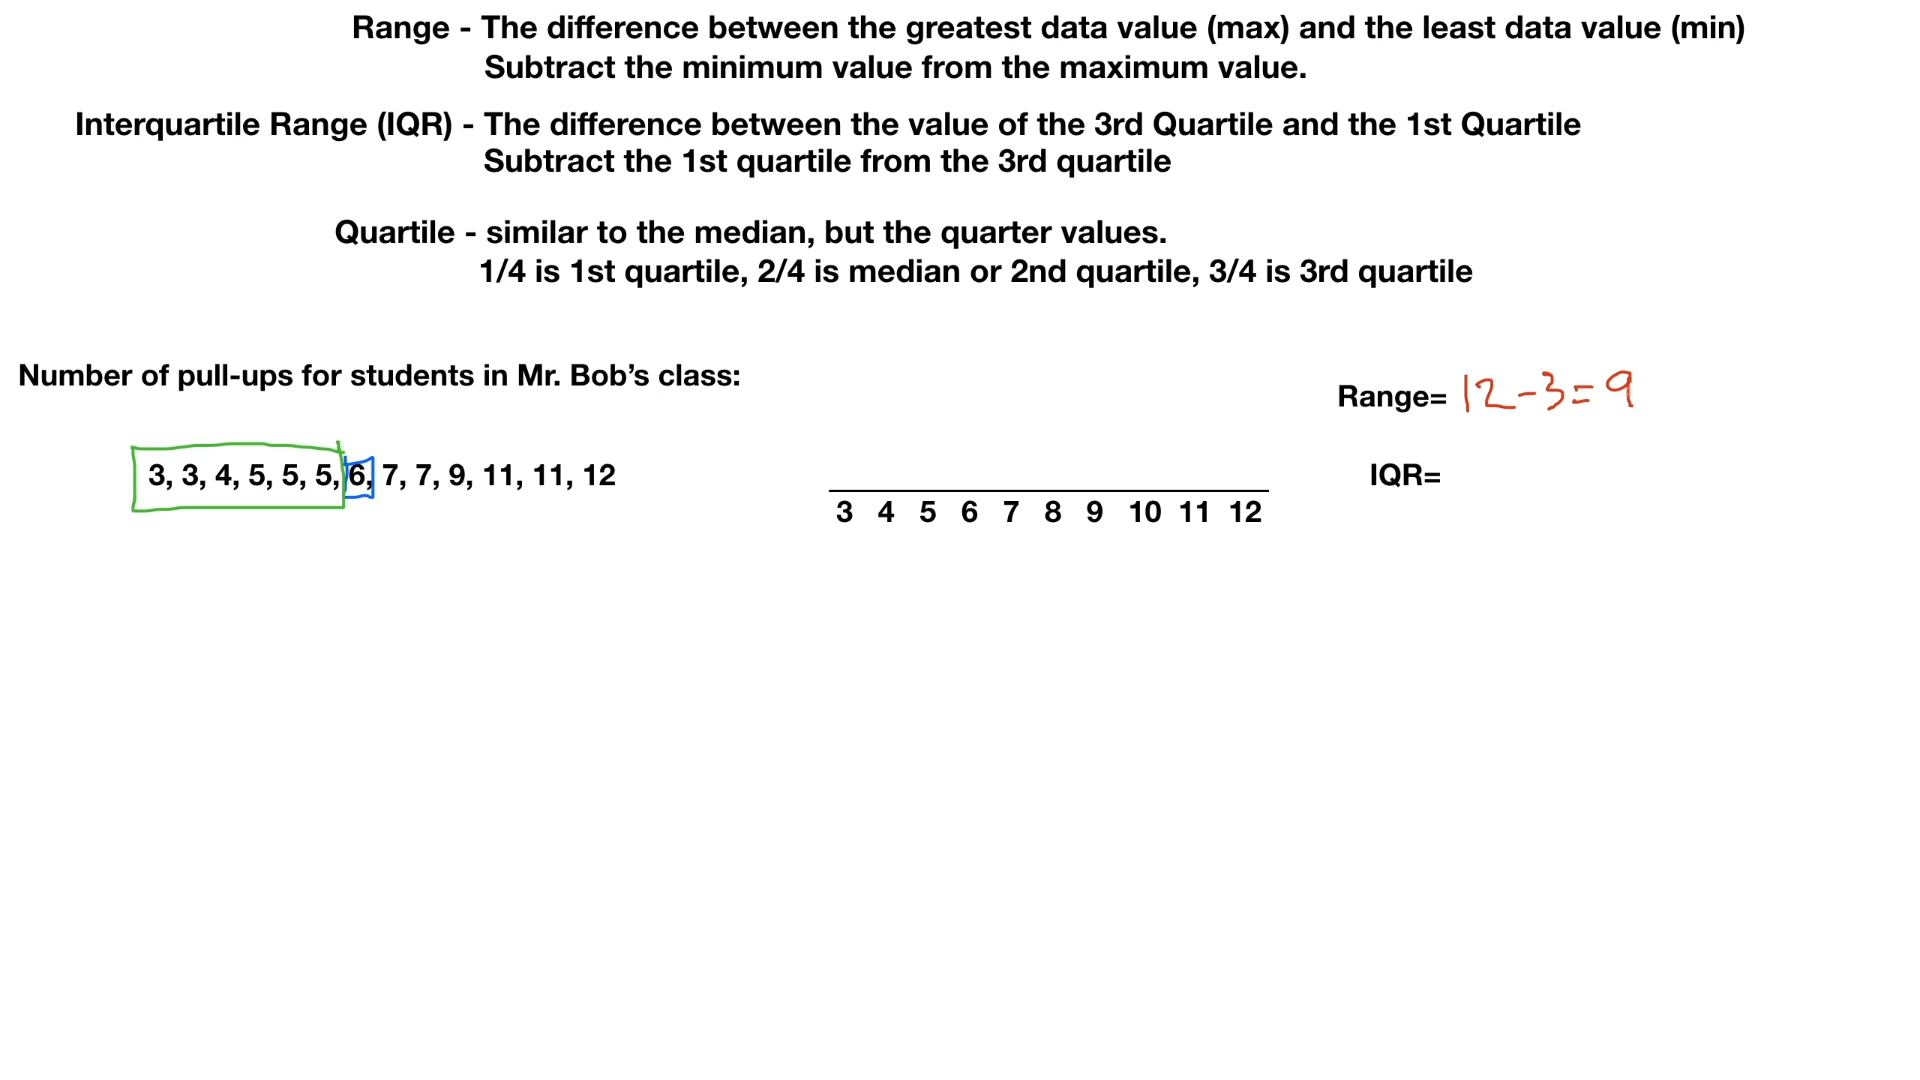 Range - The difference between the greatest data value (max) and the least data value (min)
Subtract the minimum value from the maximum value.
Interquartile Range (IQR) - The difference between the value of the 3rd Quartile and the 1st Quartile
Subtract the 1st quartile from the 3rd quartile
Quartile - similar to the median, but the quarter values.
1/4 is 1st quartile, 2/4 is median or 2nd quartile, 3/4 is 3rd quartile
Number of pull-ups for students in Mr. Bob’s class:
Range= 12-3=9
3, 3, 4, 5, 5, 5, 6, 7, 7, 9, 11, 11, 12
IQR=
3 4 5 6 7 8 9 10 11 12